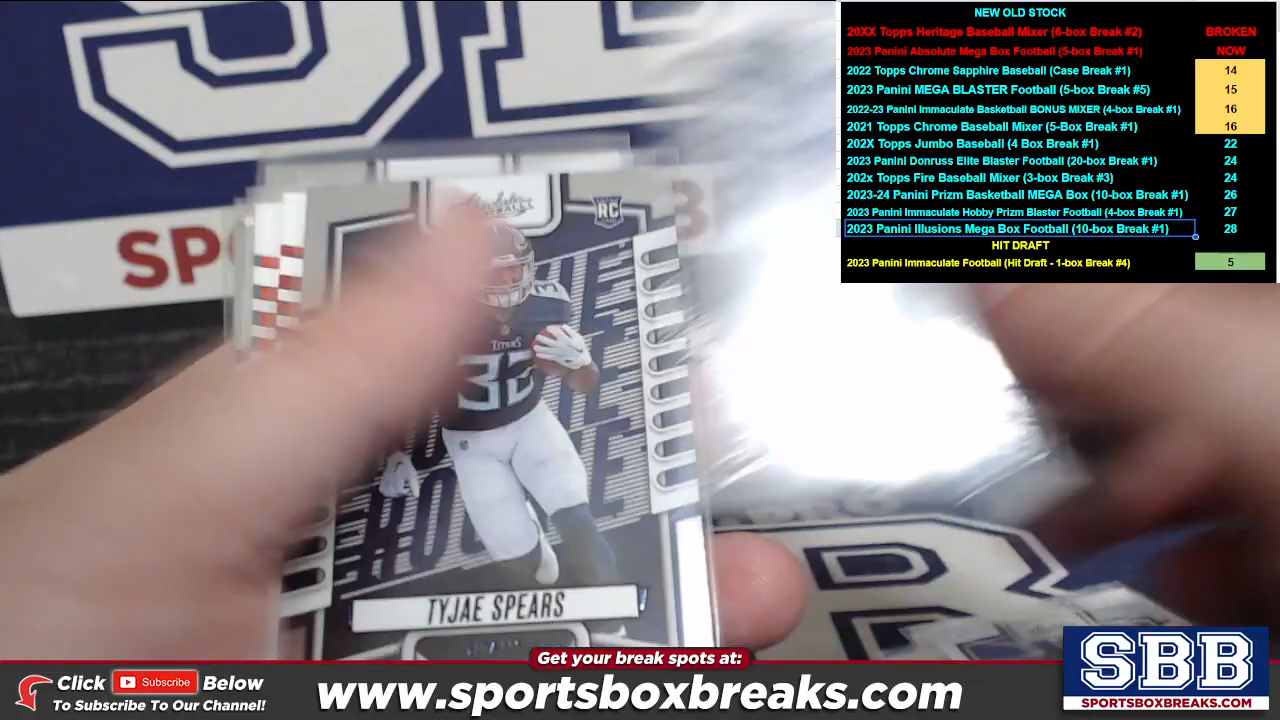 NEW OLD STOCK
20XX Topps Heritage Baseball Mixer (6-box Break #2) BROKEN
2023 Panini Absolute Mega Box Football (5-box Break #1) NOW
2022 Topps Chrome Sapphire Baseball (Case Break #1) 14
2023 Panini MEGA BLASTER Football (5-box Break #5) 15
2022-23 Panini Immaculate Basketball BONUS MIXER (4-box Break #1) 16
2021 Topps Chrome Baseball Mixer (5-Box Break #1) 16
202X Topps Jumbo Baseball (4 Box Break #1) 22
2023 Panini Donruss Elite Blaster Football (20-box Break #1) 24
202x Topps Fire Baseball Mixer (3-box Break #3) 24
2023-24 Panini Prizm Basketball MEGA Box (10-box Break #1) 26
2023 Panini Immaculate Hobby Prizm Blaster Football (4-box Break #1) 27
2023 Panini Illusions Mega Box Football (10-box Break #1) 28
HIT DRAFT
2023 Panini Immaculate Football (Hit Draft - 1-box Break #4) 5
SP
RC
TITANS
32
ROOKIE
TYJAE SPEARS
Get your break spots at:
Click Subscribe Below
To Subscribe To Our Channel!
www.sportsboxbreaks.com
SBB
SPORTSBOXBREAKS.COM